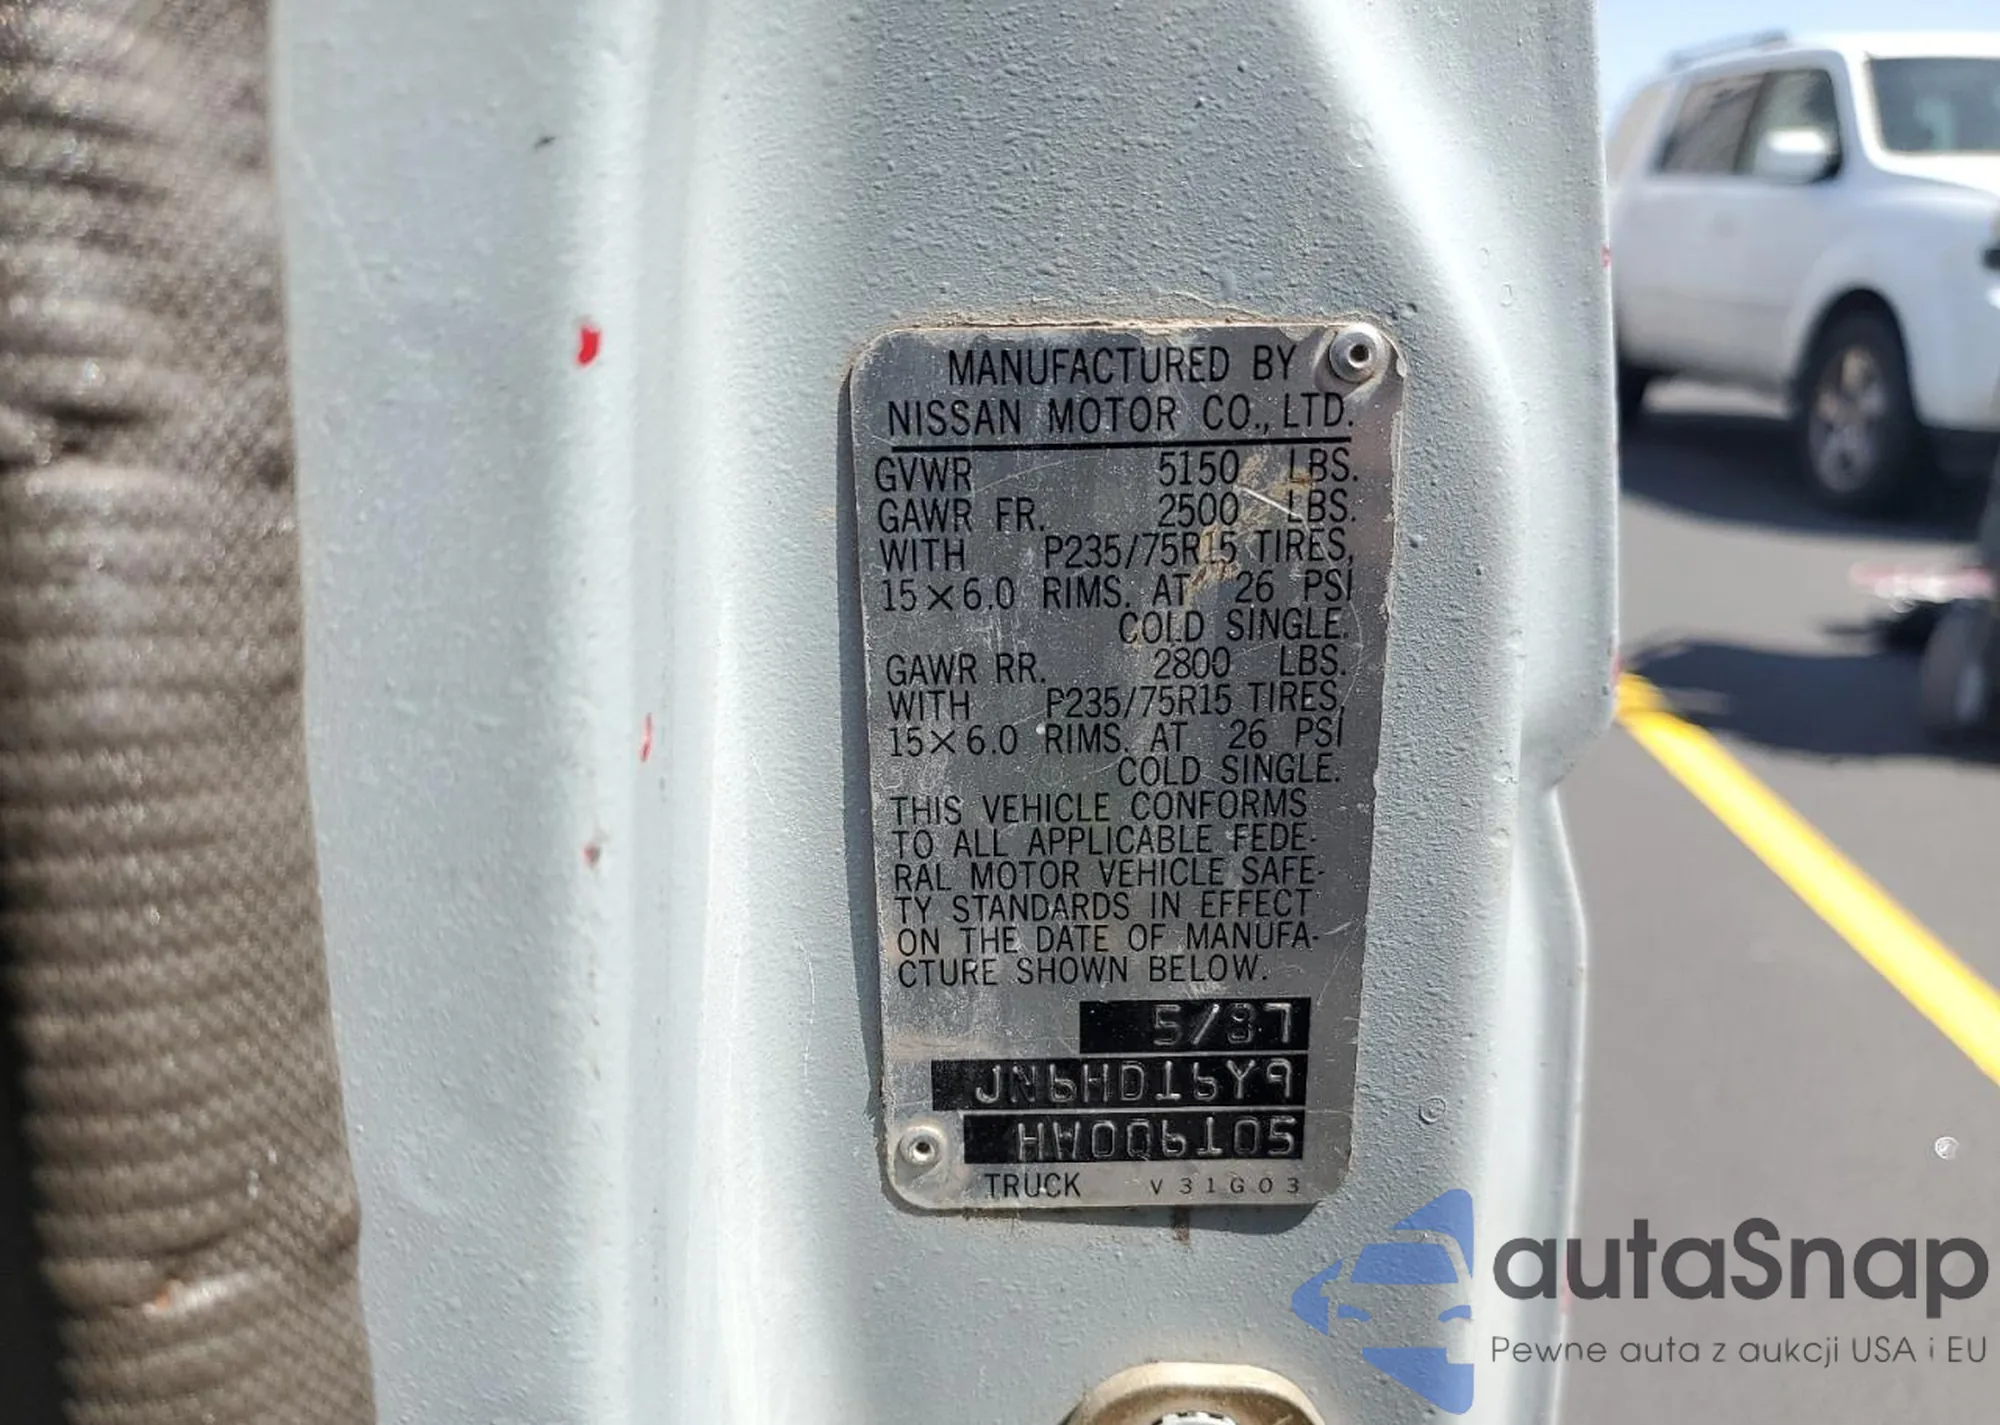 MANUFACTURED BY
NISSAN MOTOR CO., LTD.
GVWR 5150 LBS.
GAWR FR. 2500 LBS.
WITH P235/75R15 TIRES,
15×6.0 RIMS. AT 26 PSI
COLD SINGLE.
GAWR RR. 2800 LBS.
WITH P235/75R15 TIRES,
15×6.0 RIMS. AT 26 PSI
COLD SINGLE.
THIS VEHICLE CONFORMS
TO ALL APPLICABLE FEDE-
RAL MOTOR VEHICLE SAFE-
TY STANDARDS IN EFFECT
ON THE DATE OF MANUFA-
CTURE SHOWN BELOW.
5/87
JN6HD16Y9
HW006105
TRUCK V31G03
autaSnap
Pewne auta z aukcji USA i EU